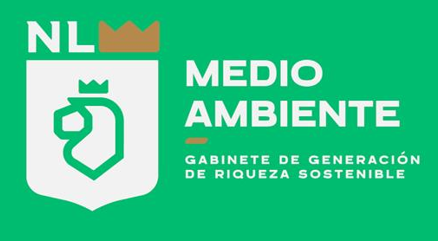 NL
MEDIO
AMBIENTE
GABINETE DE GENERACIÓN
DE RIQUEZA SOSTENIBLE